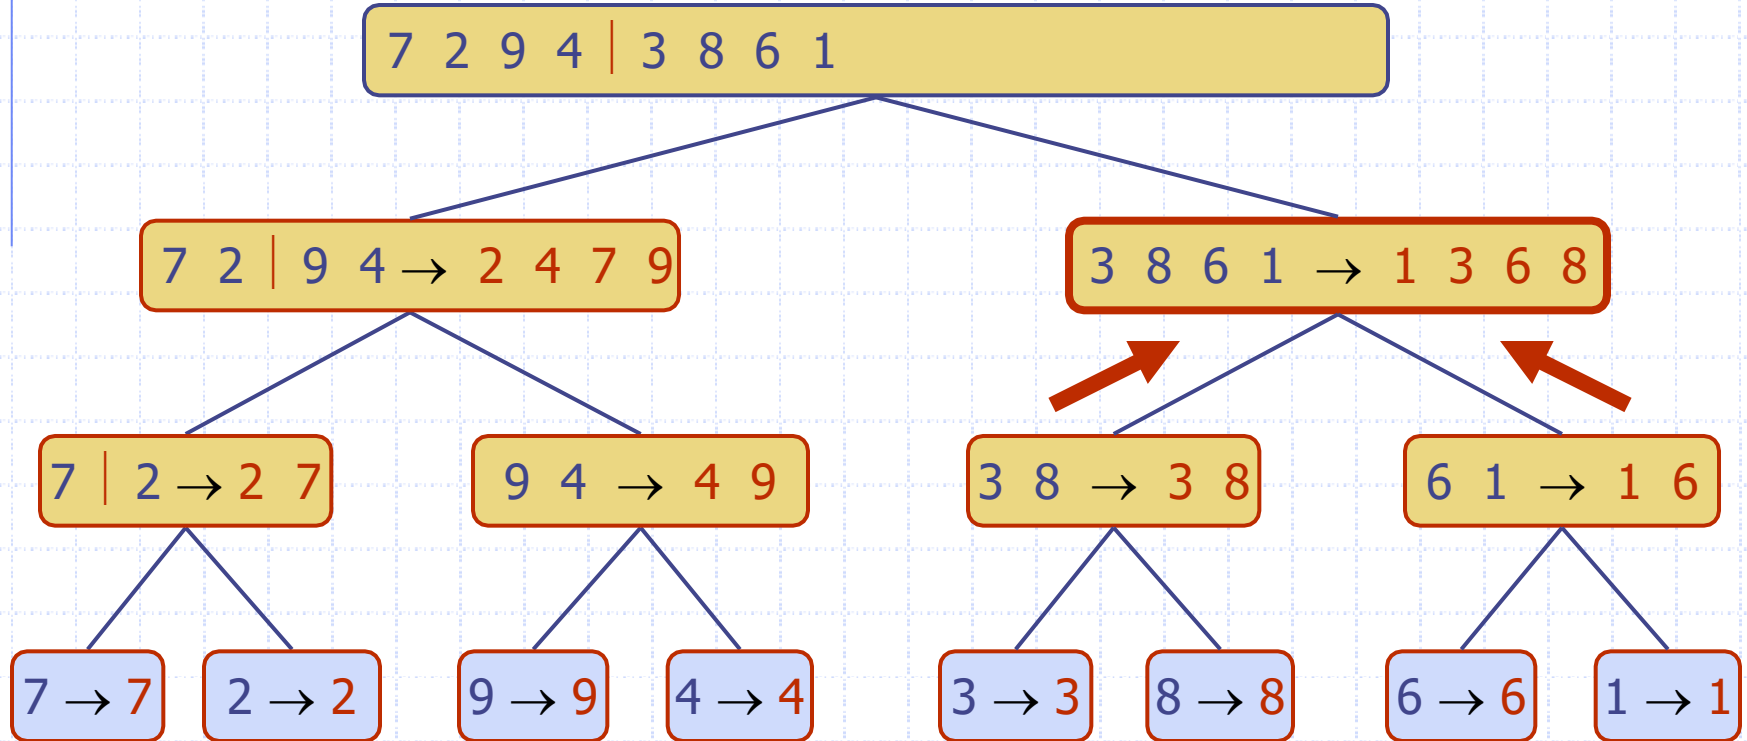 7 2 9 4 | 3 8 6 1
7 2 | 9 4 → 2 4 7 9
3 8 6 1 → 1 3 6 8
7 | 2 → 2 7
9 4 → 4 9
3 8 → 3 8
6 1 → 1 6
7 → 7
2 → 2
9 → 9
4 → 4
3 → 3
8 → 8
6 → 6
1 → 1